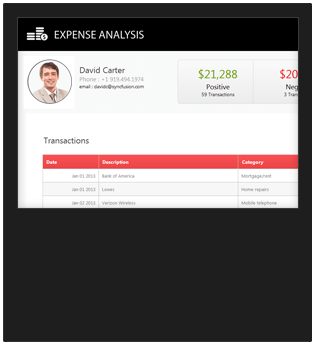 EXPENSE ANALYSIS
David Carter
Phone : +1 919.494.1974
email : davidc@syncfusion.com
$21,288
Positive
59 Transactions
$20
Neg
3 Trans
Transactions
Date Description Category
Jan 01 2013 Bank of America Mortgage/rent
Jan 01 2013 Lowes Home repairs
Jan 02 2013 Verizon Wireless Mobile telephone